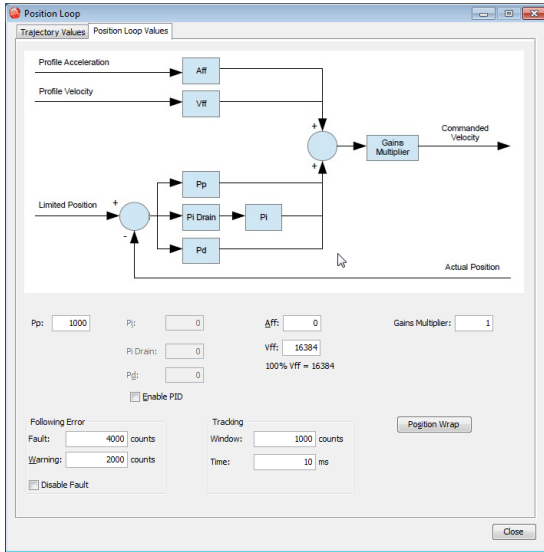 Position Loop
Trajectory Values
Position Loop Values
Profile Acceleration
Aff
Profile Velocity
Vff
+
+
Gains Multiplier
Commanded Velocity
Pp
Limited Position
+
-
Pi Drain
Pi
Pd
Actual Position
Pp: 1000
Pi: 0
Aff: 0
Gains Multiplier: 1
Pi Drain: 0
Vff: 16384
100% Vff = 16384
Pd: 0
Enable PID
Following Error
Fault: 4000 counts
Warning: 2000 counts
Disable Fault
Tracking
Window: 1000 counts
Time: 10 ms
Position Wrap
Close